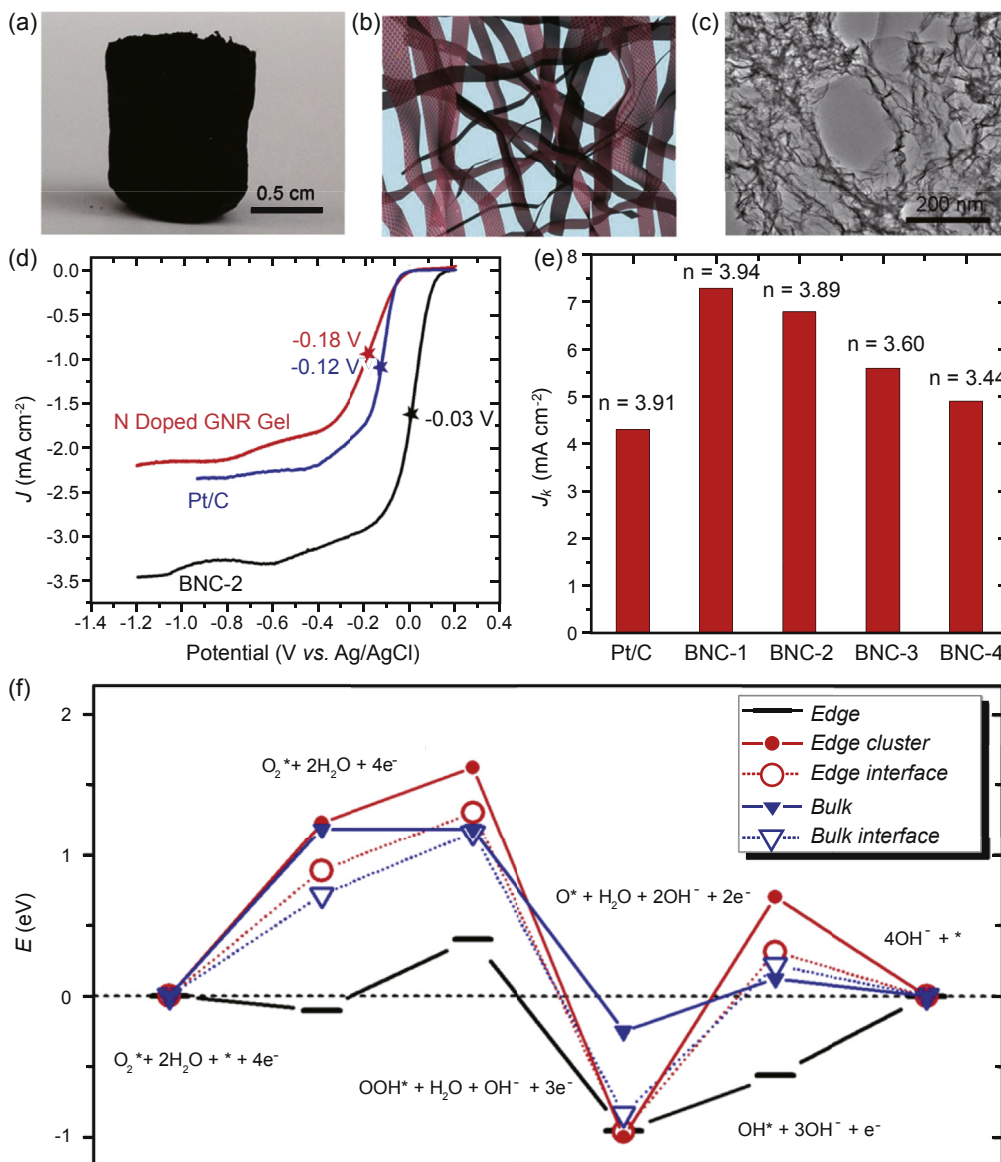 (a)
0.5 cm
(b)
(c)
200 nm
(d)
0.0
-0.5
-1.0
-1.5
-2.0
-2.5
-3.0
-3.5
J (mA cm⁻²)
-0.18 V
-0.12 V
-0.03 V
N Doped GNR Gel
Pt/C
BNC-2
-1.4 -1.2 -1.0 -0.8 -0.6 -0.4 -0.2 0.0 0.2 0.4
Potential (V vs. Ag/AgCl)
(e)
8
7
6
5
4
3
2
1
0
J_k (mA cm⁻²)
n = 3.91
n = 3.94
n = 3.89
n = 3.60
n = 3.44
Pt/C BNC-1 BNC-2 BNC-3 BNC-4
(f)
2
1
0
-1
E (eV)
Edge
Edge cluster
Edge interface
Bulk
Bulk interface
O₂*+ 2H₂O + 4e⁻
O* + H₂O + 2OH⁻ + 2e⁻
4OH⁻ + *
O₂*+ 2H₂O + * + 4e⁻
OOH* + H₂O + OH⁻ + 3e⁻
OH* + 3OH⁻ + e⁻